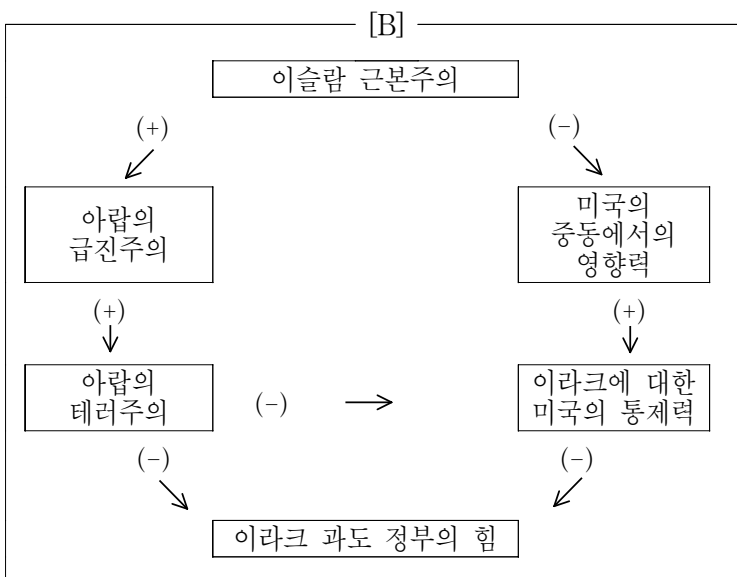 [B]
이슬람 근본주의
(+)
(−)
아랍의
급진주의
미국의
중동에서의
영향력
(+)
(+)
아랍의
테러주의
(−)
이라크에 대한
미국의 통제력
(−)
(−)
이라크 과도 정부의 힘